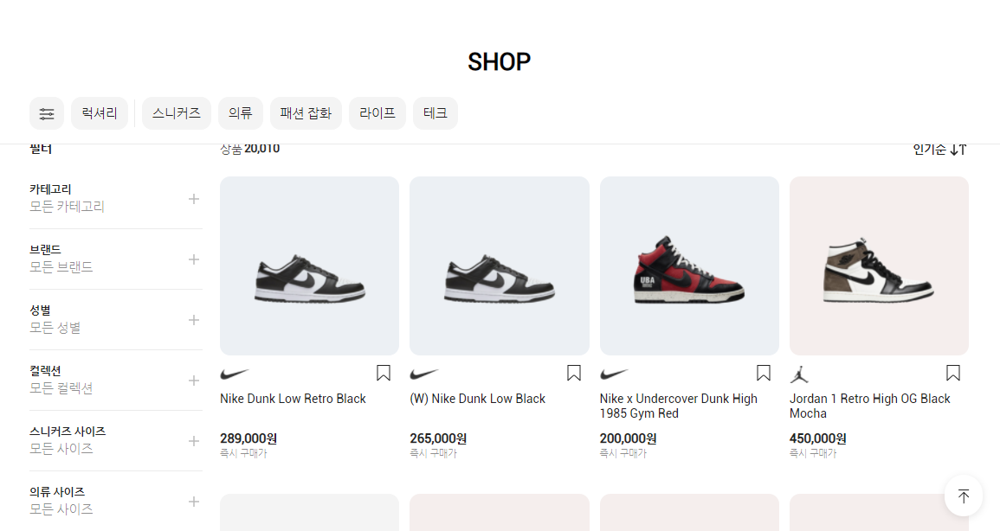 SHOP
럭셔리 스니커즈 의류 패션 잡화 라이프 테크
필터
상품 20,010
인기순
카테고리
모든 카테고리
브랜드
모든 브랜드
성별
모든 성별
컬렉션
모든 컬렉션
스니커즈 사이즈
모든 사이즈
의류 사이즈
모든 사이즈
Nike Dunk Low Retro Black
289,000원
즉시 구매가
(W) Nike Dunk Low Black
265,000원
즉시 구매가
UBA
Nike x Undercover Dunk High
1985 Gym Red
200,000원
즉시 구매가
Jordan 1 Retro High OG Black
Mocha
450,000원
즉시 구매가